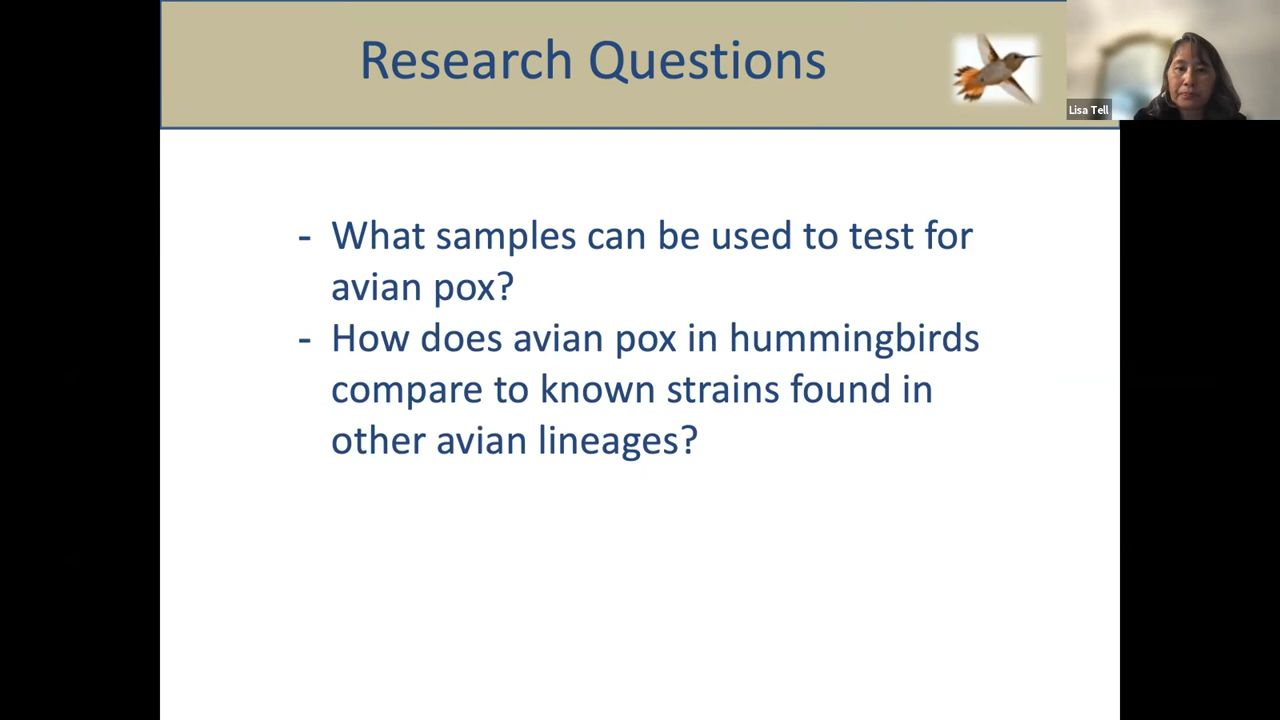 Research Questions
Lisa Tell
- What samples can be used to test for
avian pox?
- How does avian pox in hummingbirds
compare to known strains found in
other avian lineages?